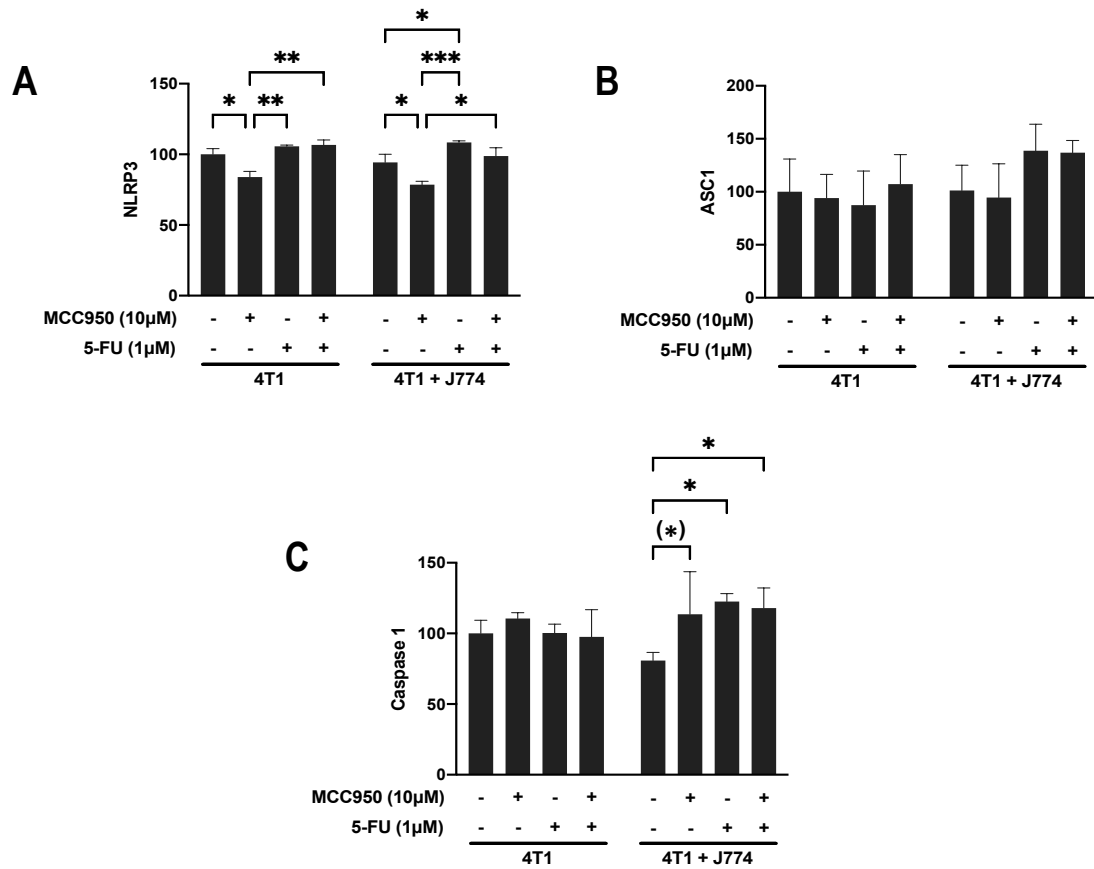 A
* ** ** * * *** *
NLRP3
150
100
50
0
MCC950 (10µM) - + - + - + - +
5-FU (1µM) - - + + - - + +
4T1 4T1 + J774
B
ASC1
200
150
100
50
0
MCC950 (10µM) - + - + - + - +
5-FU (1µM) - - + + - - + +
4T1 4T1 + J774
C
*
*
(*)
Caspase 1
150
100
50
0
MCC950 (10µM) - + - + - + - +
5-FU (1µM) - - + + - - + +
4T1 4T1 + J774